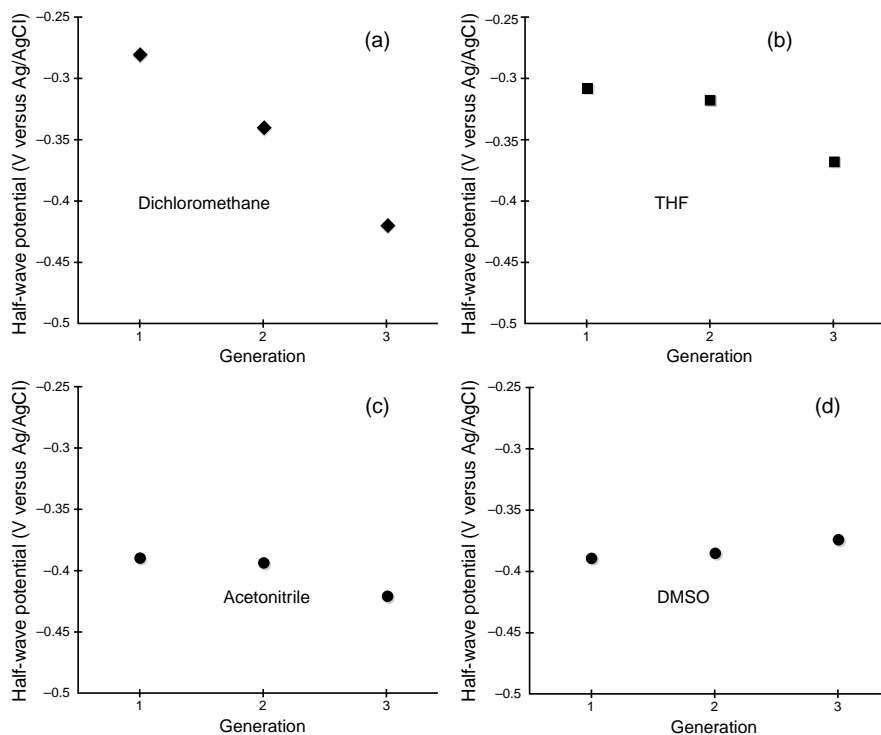 (a)
Half-wave potential (V versus Ag/AgCl)
–0.25
–0.3
–0.35
–0.4
–0.45
–0.5
Dichloromethane
1 2 3
Generation
(b)
Half-wave potential (V versus Ag/AgCl)
–0.25
–0.3
–0.35
–0.4
–0.45
–0.5
THF
1 2 3
Generation
(c)
Half-wave potential (V versus Ag/AgCl)
–0.25
–0.3
–0.35
–0.4
–0.45
–0.5
Acetonitrile
1 2 3
Generation
(d)
Half-wave potential (V versus Ag/AgCl)
–0.25
–0.3
–0.35
–0.4
–0.45
–0.5
DMSO
1 2 3
Generation